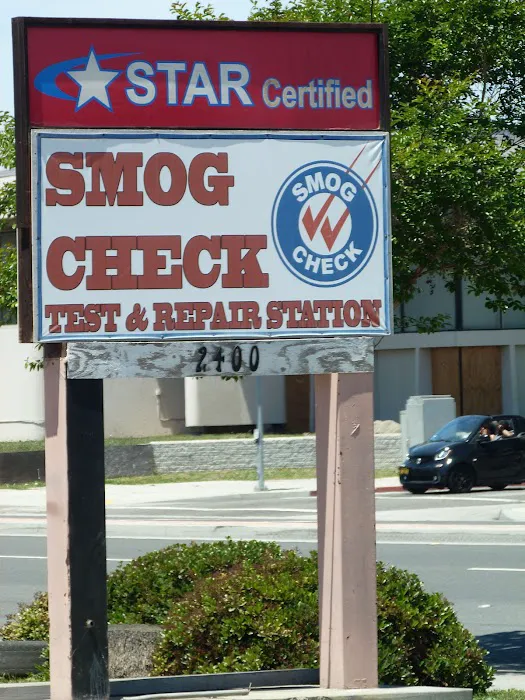 STAR Certified
SMOG
CHECK
SMOG
CHECK
TEST & REPAIR STATION
2400